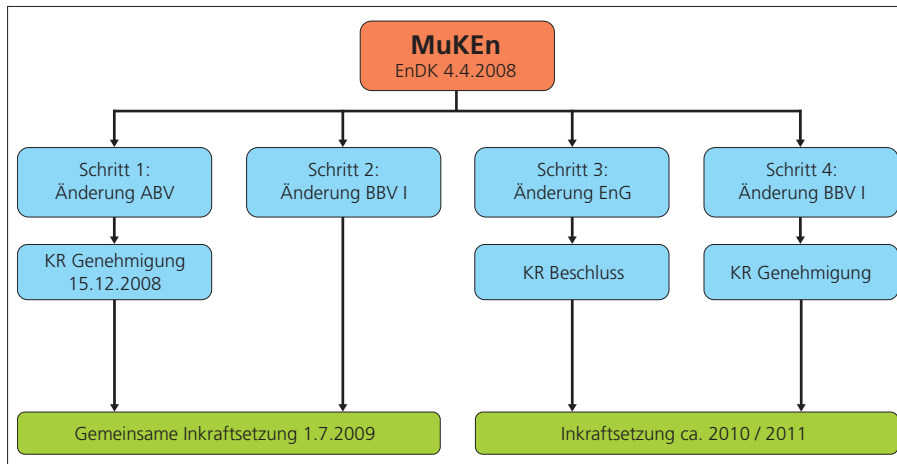 MuKEn
EnDK 4.4.2008
Schritt 1:
Änderung ABV
Schritt 2:
Änderung BBV I
Schritt 3:
Änderung EnG
Schritt 4:
Änderung BBV I
KR Genehmigung
15.12.2008
KR Beschluss
KR Genehmigung
Gemeinsame Inkraftsetzung 1.7.2009
Inkraftsetzung ca. 2010 / 2011